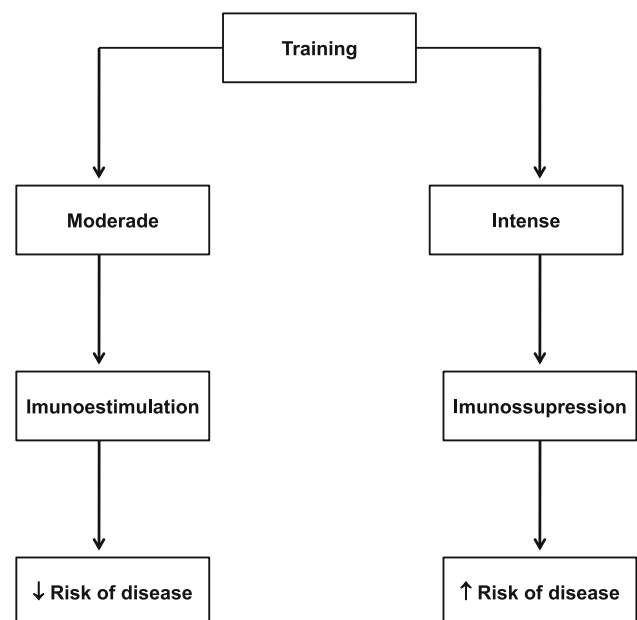 Training
Moderade
Intense
Imunoestimulation
Imunossupression
↓ Risk of disease
↑ Risk of disease